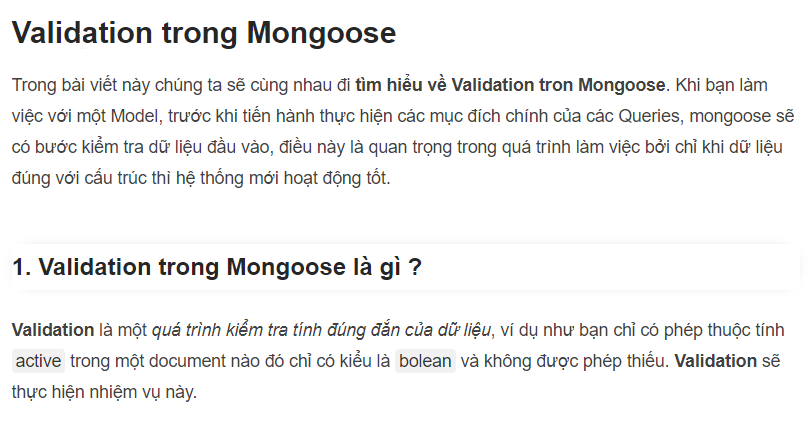 Validation trong Mongoose
Trong bài viết này chúng ta sẽ cùng nhau đi tìm hiểu về Validation tron Mongoose. Khi bạn làm
việc với một Model, trước khi tiến hành thực hiện các mục đích chính của các Queries, mongoose sẽ
có bước kiểm tra dữ liệu đầu vào, điều này là quan trọng trong quá trình làm việc bởi chỉ khi dữ liệu
đúng với cấu trúc thì hệ thống mới hoạt động tốt.
1. Validation trong Mongoose là gì ?
Validation là một quá trình kiểm tra tính đúng đắn của dữ liệu, ví dụ như bạn chỉ có phép thuộc tính
active trong một document nào đó chỉ có kiểu là bolean và không được phép thiếu. Validation sẽ
thực hiện nhiệm vụ này.